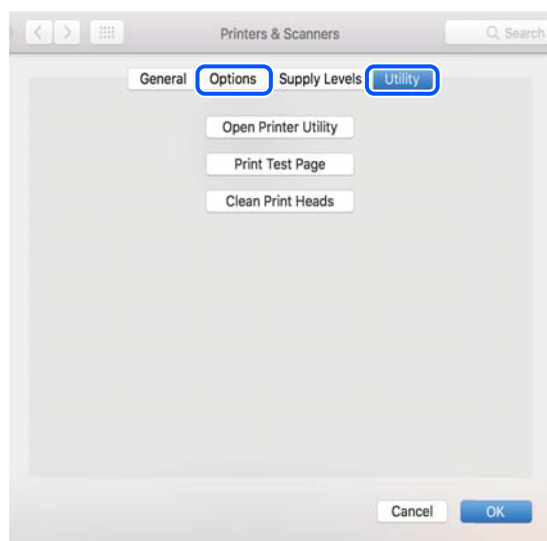 Printers & Scanners Search
General Options Supply Levels Utility
Open Printer Utility
Print Test Page
Clean Print Heads
Cancel OK